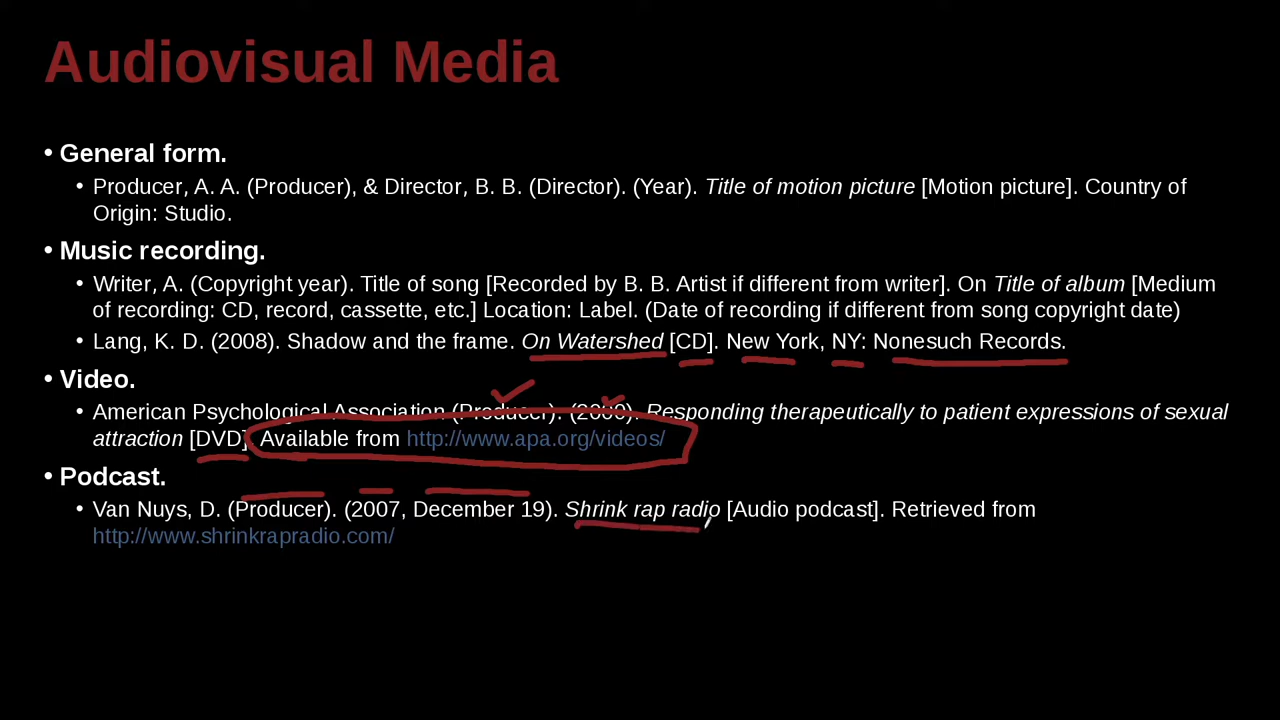 Audiovisual Media
• General form.
• Producer, A. A. (Producer), & Director, B. B. (Director). (Year). Title of motion picture [Motion picture]. Country of
Origin: Studio.
• Music recording.
• Writer, A. (Copyright year). Title of song [Recorded by B. B. Artist if different from writer]. On Title of album [Medium
of recording: CD, record, cassette, etc.] Location: Label. (Date of recording if different from song copyright date)
• Lang, K. D. (2008). Shadow and the frame. On Watershed [CD]. New York, NY: Nonesuch Records.
• Video.
• American Psychological Association (Producer). (2000). Responding therapeutically to patient expressions of sexual
attraction [DVD]. Available from http://www.apa.org/videos/
• Podcast.
• Van Nuys, D. (Producer). (2007, December 19). Shrink rap radio [Audio podcast]. Retrieved from
http://www.shrinkrapradio.com/